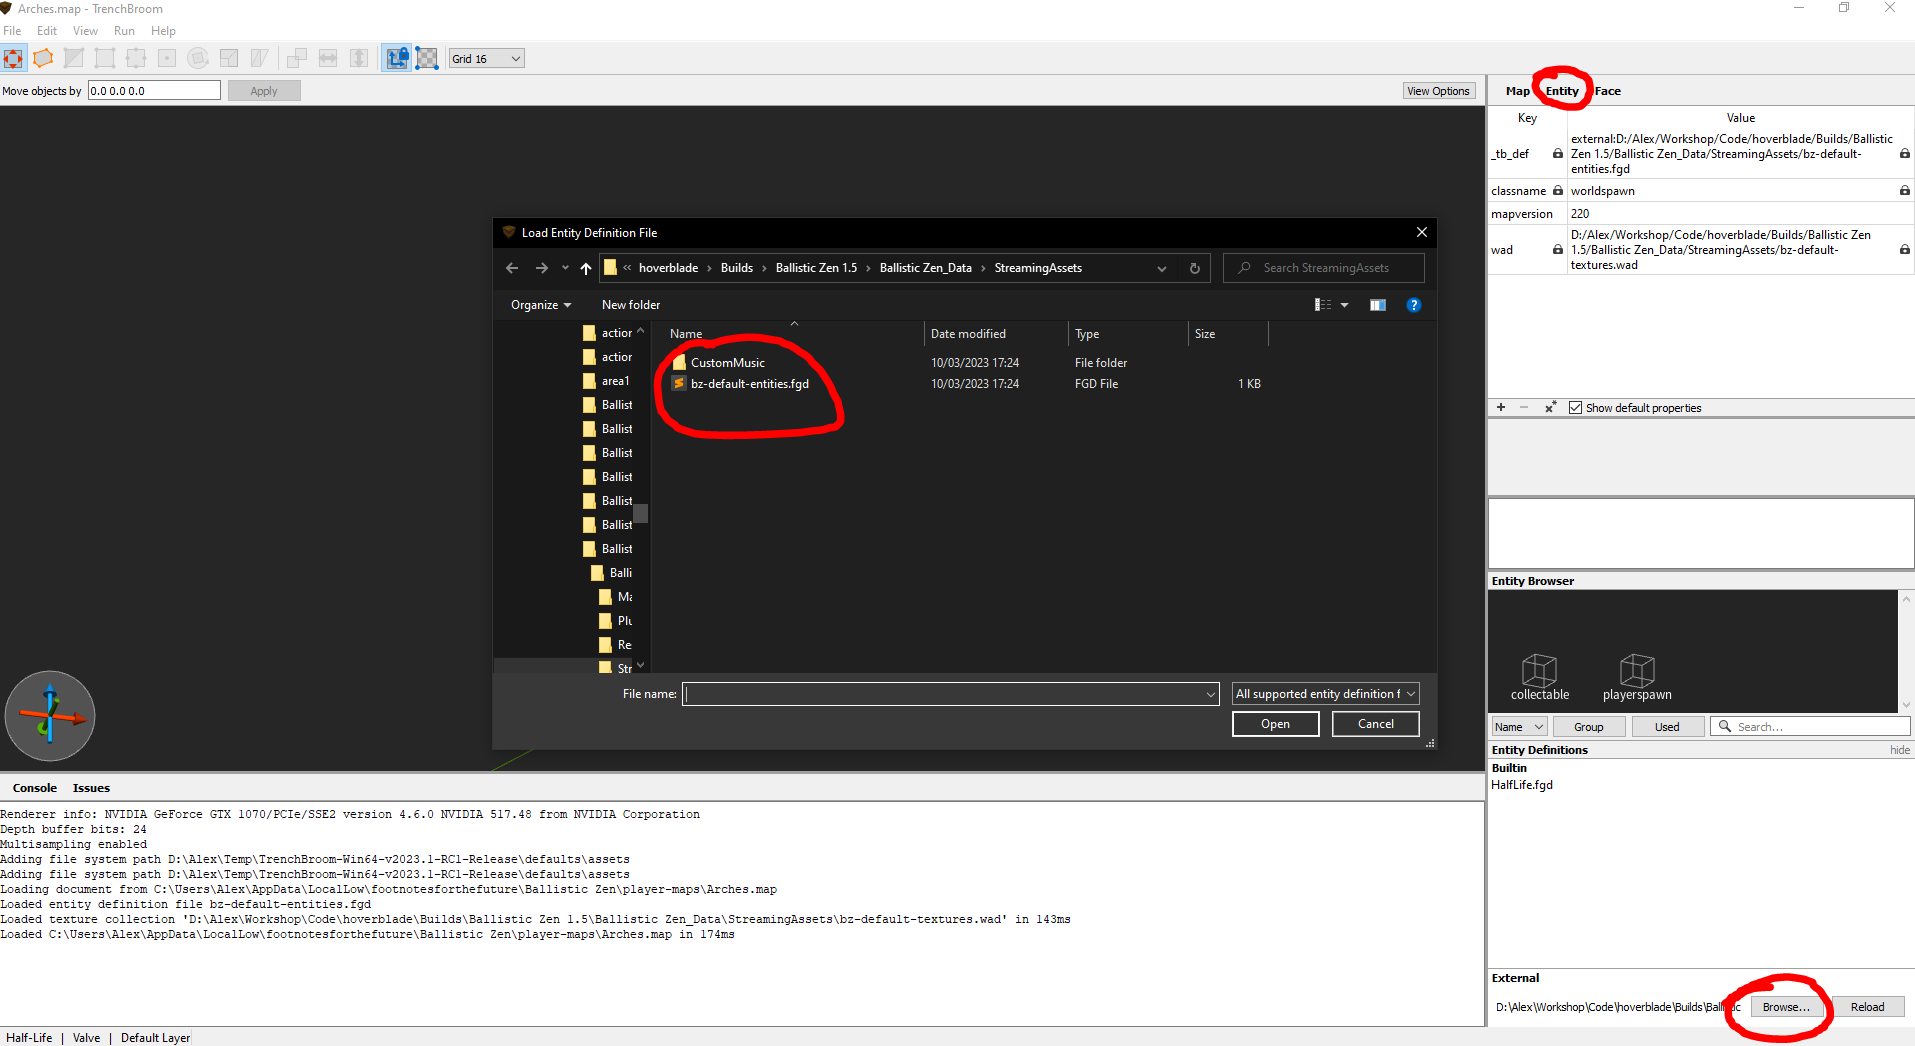 Arches.map - TrenchBroom
File Edit View Run Help
Grid 16
Move objects by 0.0 0.0 0.0 Apply
View Options
Map Entity Face
Key Value
_tb_def
external:D:/Alex/Workshop/Code/hoverblade/Builds/Ballistic
Zen 1.5/Ballistic Zen_Data/StreamingAssets/bz-default-
entities.fgd
classname worldspawn
mapversion 220
wad
D:/Alex/Workshop/Code/hoverblade/Builds/Ballistic Zen
1.5/Ballistic Zen_Data/StreamingAssets/bz-default-
textures.wad
Show default properties
Load Entity Definition File
« hoverblade › Builds › Ballistic Zen 1.5 › Ballistic Zen_Data › StreamingAssets
Search StreamingAssets
Organize New folder
Name Date modified Type Size
CustomMusic 10/03/2023 17:24 File folder
bz-default-entities.fgd 10/03/2023 17:24 FGD File 1 KB
action
action
area1
Ballist
Ballist
Ballist
Ballist
Ballist
Ballist
Ballist
Balli
Ma
Plu
Re
Str
File name:
All supported entity definition f
Open Cancel
Entity Browser
collectable playerspawn
Name Group Used Search...
Entity Definitions hide
Builtin
HalfLife.fgd
External
D:\Alex\Workshop\Code\hoverblade\Builds\Ballistic Browse... Reload
Console Issues
Renderer info: NVIDIA GeForce GTX 1070/PCIe/SSE2 version 4.6.0 NVIDIA 517.48 from NVIDIA Corporation
Depth buffer bits: 24
Multisampling enabled
Adding file system path D:\Alex\Temp\TrenchBroom-Win64-v2023.1-RC1-Release\defaults\assets
Adding file system path D:\Alex\Temp\TrenchBroom-Win64-v2023.1-RC1-Release\defaults\assets
Loading document from C:\Users\Alex\AppData\LocalLow\footnotesforthefuture\Ballistic Zen\player-maps\Arches.map
Loaded entity definition file bz-default-entities.fgd
Loaded texture collection 'D:\Alex\Workshop\Code\hoverblade\Builds\Ballistic Zen 1.5\Ballistic Zen_Data\StreamingAssets\bz-default-textures.wad' in 143ms
Loaded C:\Users\Alex\AppData\LocalLow\footnotesforthefuture\Ballistic Zen\player-maps\Arches.map in 174ms
Half-Life | Valve | Default Layer